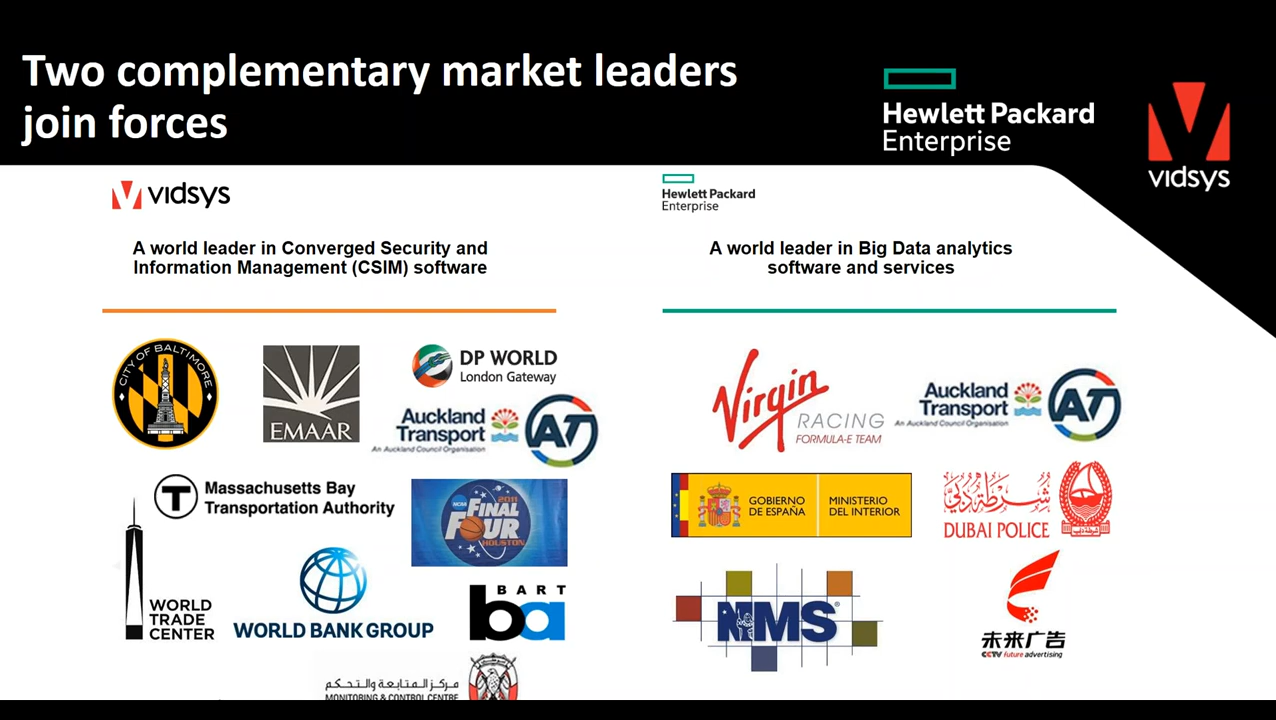 Two complementary market leaders
join forces
Hewlett Packard
Enterprise
vidsys
vidsys
A world leader in Converged Security and
Information Management (CSIM) software
Hewlett Packard
Enterprise
A world leader in Big Data analytics
software and services
CITY OF BALTIMORE
EMAAR
DP WORLD
London Gateway
Auckland
Transport
An Auckland Council Organisation
AT
T
Massachusetts Bay
Transportation Authority
NCAA
2011
FINAL
FOUR
HOUSTON
WORLD
TRADE
CENTER
WORLD BANK GROUP
BART
ba
مركز المتابعة والتحكم
MONITORING & CONTROL CENTRE
Virgin
RACING
FORMULA-E TEAM
Auckland
Transport
An Auckland Council Organisation
AT
GOBIERNO
DE ESPAÑA
MINISTERIO
DEL INTERIOR
شرطة دبي
DUBAI POLICE
NMS®
未来广告
CCTV future advertising